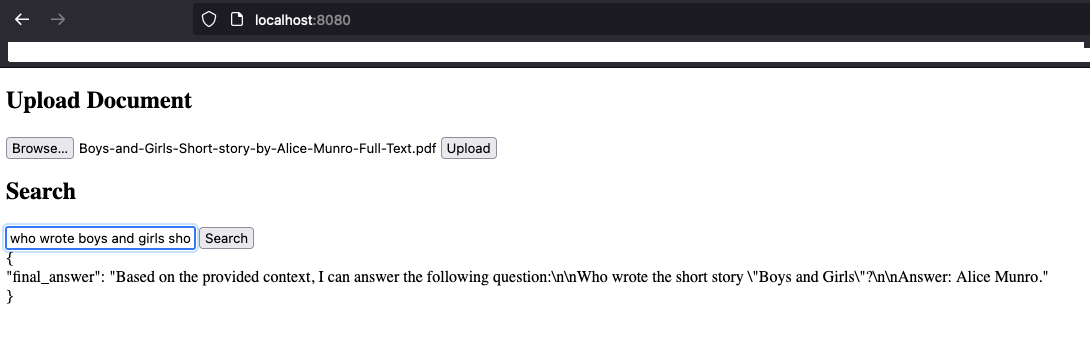 localhost:8080
Upload Document
Browse... Boys-and-Girls-Short-story-by-Alice-Munro-Full-Text.pdf Upload
Search
who wrote boys and girls sho Search
{
"final_answer": "Based on the provided context, I can answer the following question:\n\nWho wrote the short story \"Boys and Girls\"?\n\nAnswer: Alice Munro."
}